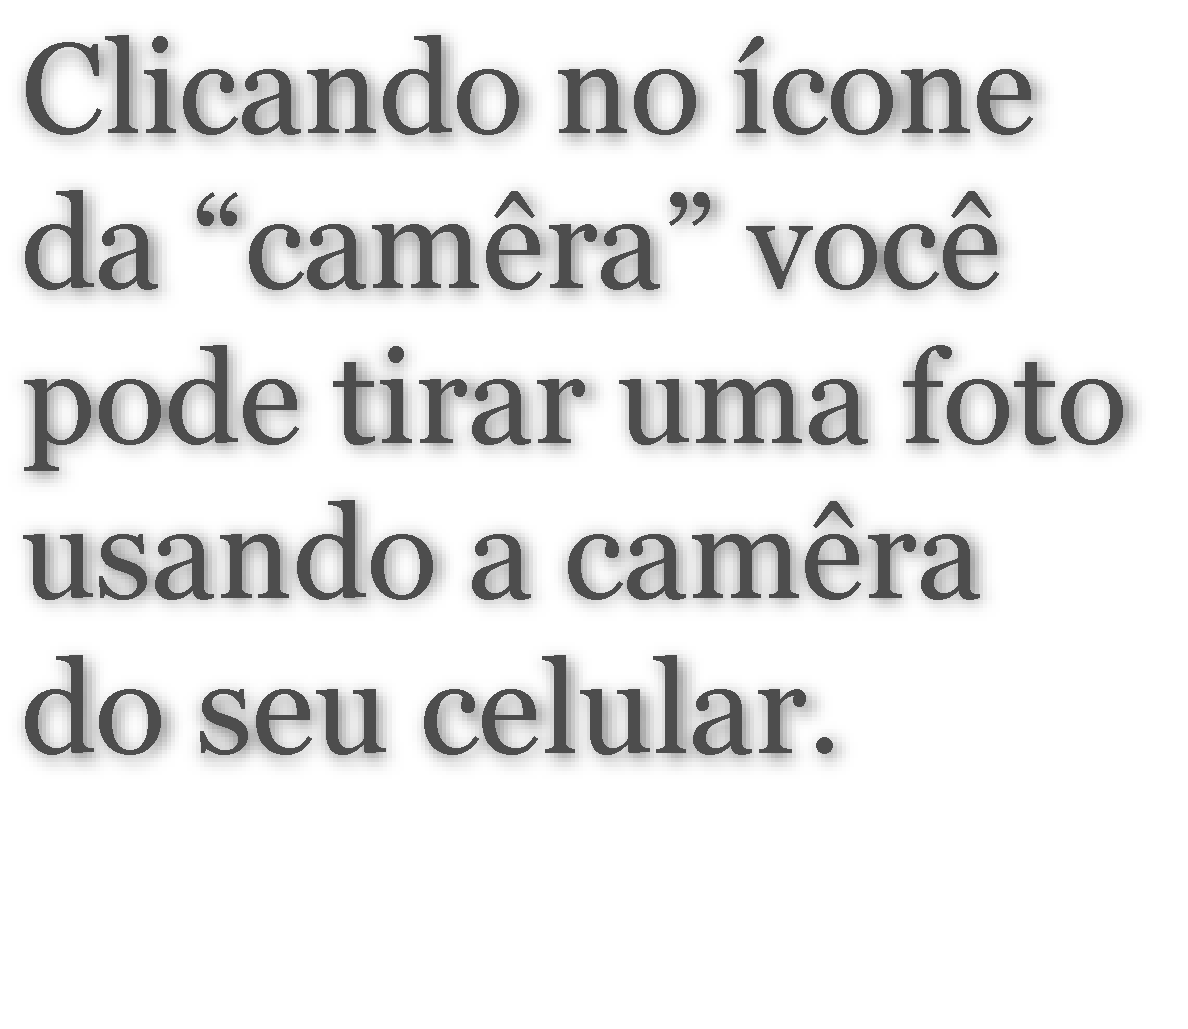 Clicando no ícone
da “camêra” você
pode tirar uma foto
usando a camêra
do seu celular.